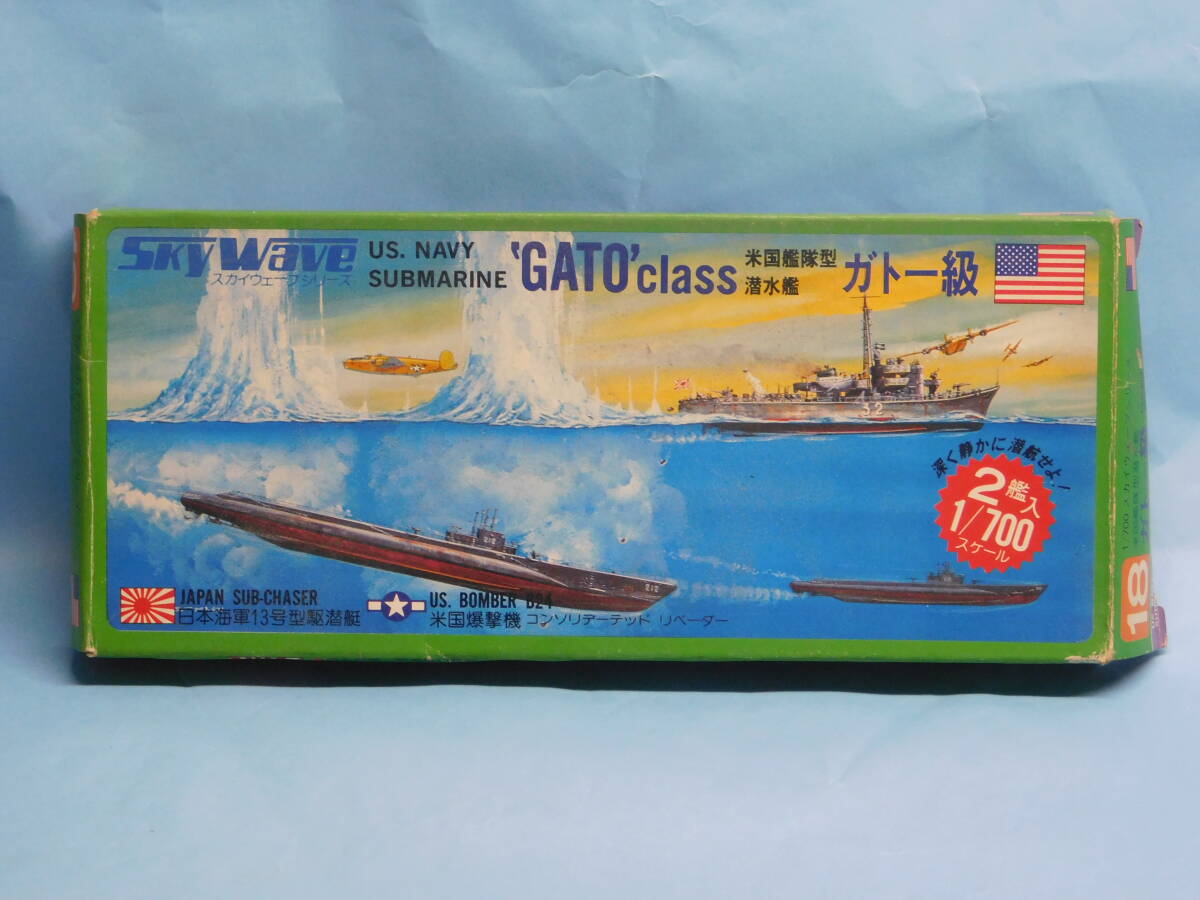 SkyWave
スカイウェーブシリーズ
US. NAVY
SUBMARINE
'GATO' class
米国艦隊型
潜水艦
ガトー級
32
深く静かに潜航せよ!
2艦入
1/700
スケール
212
212
JAPAN SUB-CHASER
日本海軍13号型駆潜艇
US. BOMBER B24
米国爆撃機 コンソリデーテッド リベーター
18